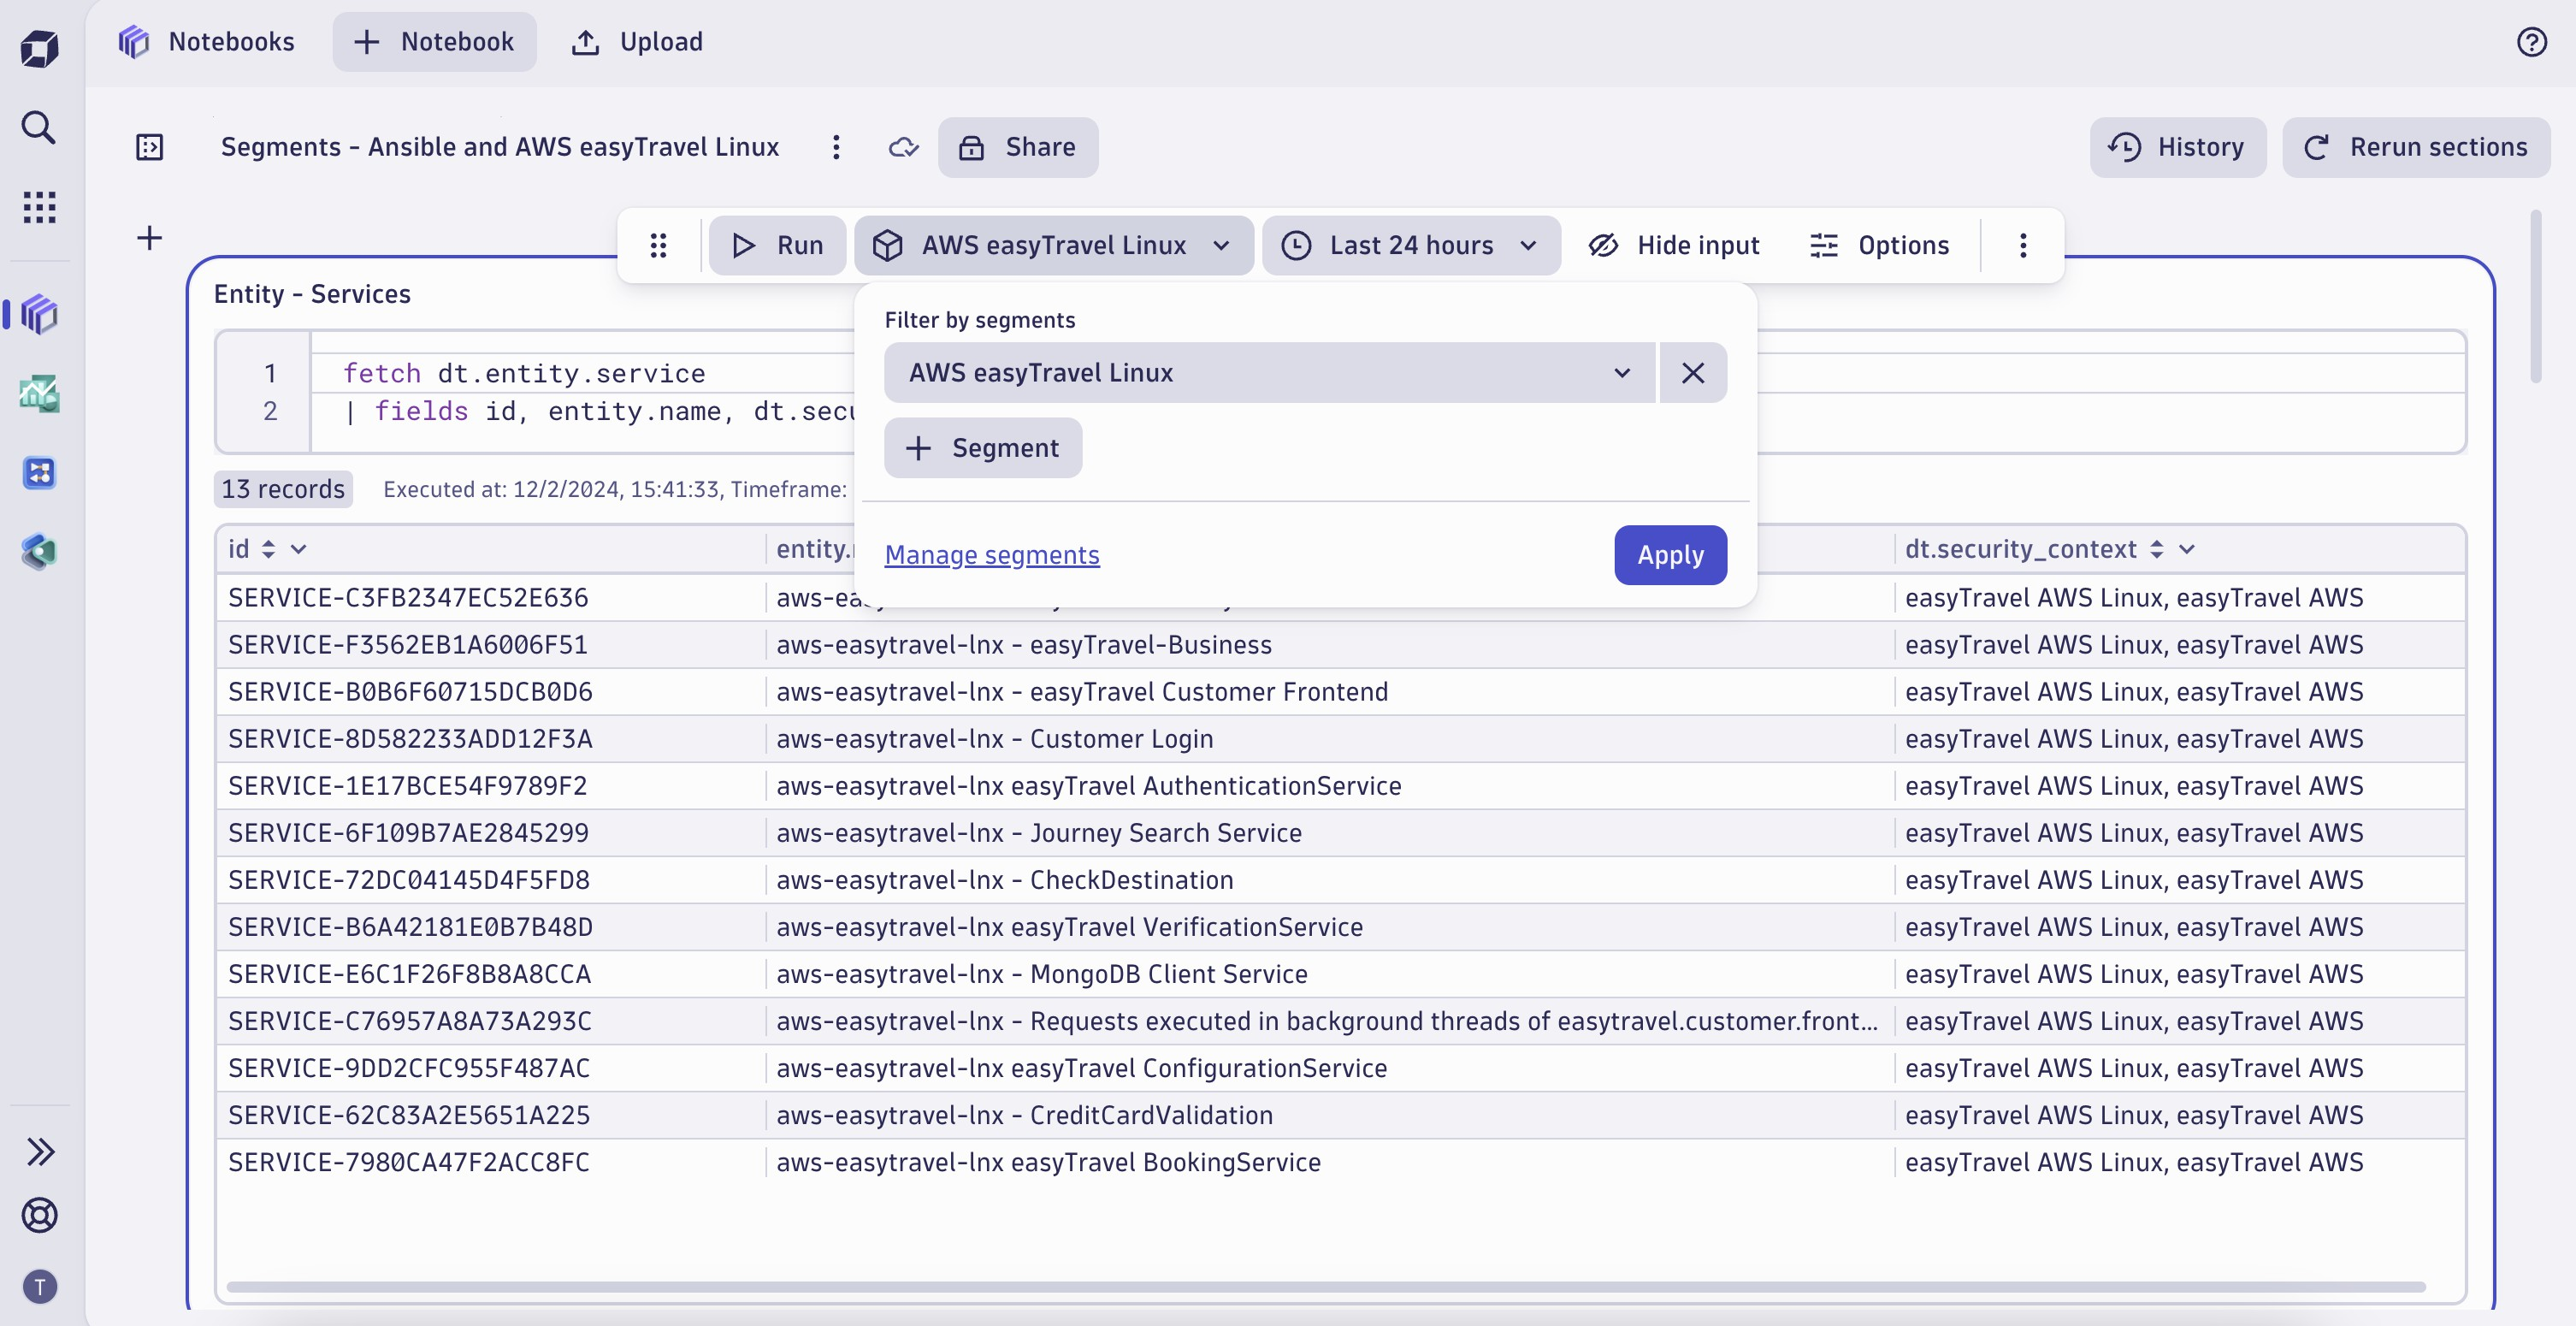 Notebooks
Notebook
Upload
Segments - Ansible and AWS easyTravel Linux
Share
History
Rerun sections
Run
AWS easyTravel Linux
Last 24 hours
Hide input
Options
Entity - Services
Filter by segments
AWS easyTravel Linux
Segment
Manage segments
Apply
1 fetch dt.entity.service
2 | fields id, entity.name,
13 records
Executed at: 12/2/2024, 15:41:33, Timeframe:
id
dt.security_context
SERVICE-C3FB2347EC52E636 easyTravel AWS Linux, easyTravel AWS
SERVICE-F3562EB1A6006F51 aws-easytravel-lnx - easyTravel-Business easyTravel AWS Linux, easyTravel AWS
SERVICE-B0B6F60715DCB0D6 aws-easytravel-lnx - easyTravel Customer Frontend easyTravel AWS Linux, easyTravel AWS
SERVICE-8D582233ADD12F3A aws-easytravel-lnx - Customer Login easyTravel AWS Linux, easyTravel AWS
SERVICE-1E17BCE54F9789F2 aws-easytravel-lnx easyTravel AuthenticationService easyTravel AWS Linux, easyTravel AWS
SERVICE-6F109B7AE2845299 aws-easytravel-lnx - Journey Search Service easyTravel AWS Linux, easyTravel AWS
SERVICE-72DC04145D4F5FD8 aws-easytravel-lnx - CheckDestination easyTravel AWS Linux, easyTravel AWS
SERVICE-B6A42181E0B7B48D aws-easytravel-lnx easyTravel VerificationService easyTravel AWS Linux, easyTravel AWS
SERVICE-E6C1F26F8B8A8CCA aws-easytravel-lnx - MongoDB Client Service easyTravel AWS Linux, easyTravel AWS
SERVICE-C76957A8A73A293C aws-easytravel-lnx - Requests executed in background threads of easytravel.customer.front... easyTravel AWS Linux, easyTravel AWS
SERVICE-9DD2CFC955F487AC aws-easytravel-lnx easyTravel ConfigurationService easyTravel AWS Linux, easyTravel AWS
SERVICE-62C83A2E5651A225 aws-easytravel-lnx - CreditCardValidation easyTravel AWS Linux, easyTravel AWS
SERVICE-7980CA47F2ACC8FC aws-easytravel-lnx easyTravel BookingService easyTravel AWS Linux, easyTravel AWS
T